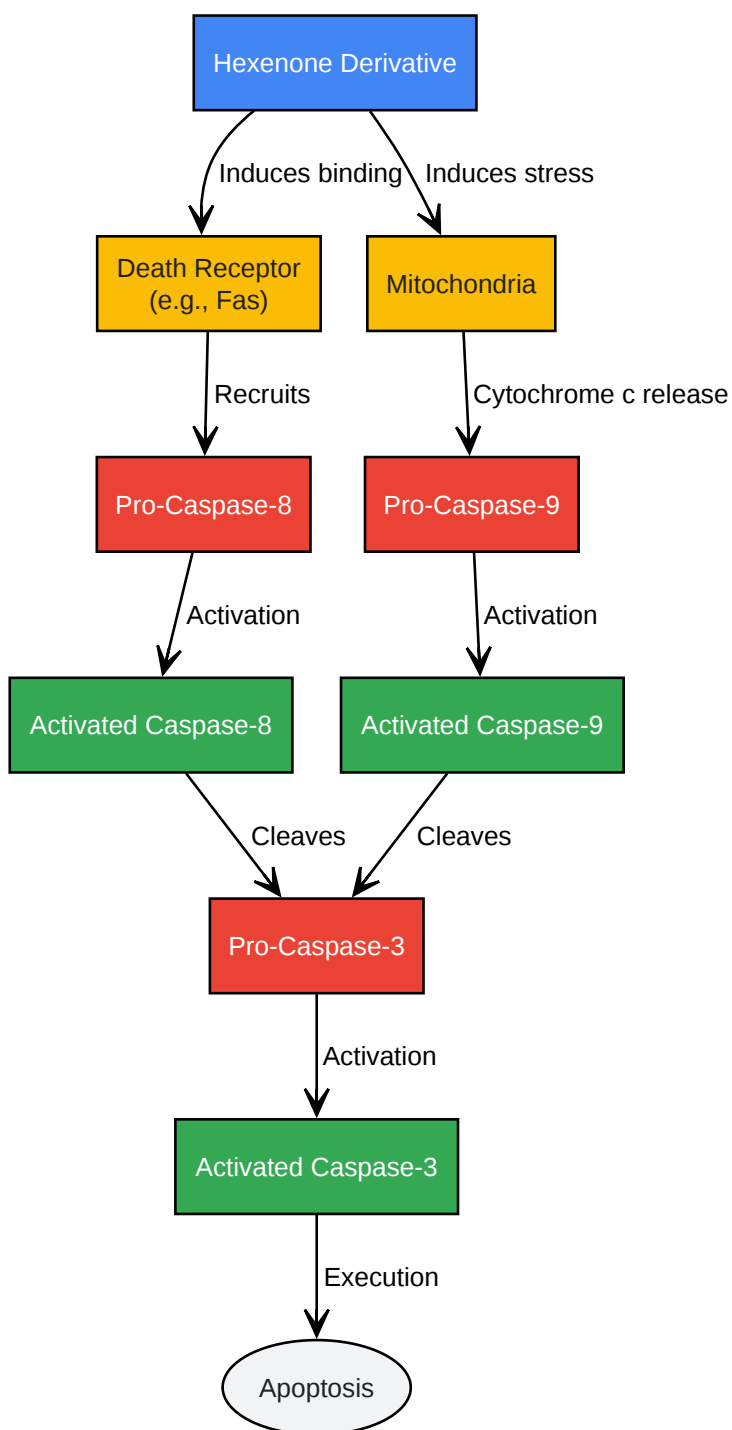 Hexenone Derivative
Induces binding
Induces stress
Death Receptor
(e.g., Fas)
Mitochondria
Recruits
Cytochrome c release
Pro-Caspase-8
Pro-Caspase-9
Activation
Activation
Activated Caspase-8
Activated Caspase-9
Cleaves
Cleaves
Pro-Caspase-3
Activation
Activated Caspase-3
Execution
Apoptosis